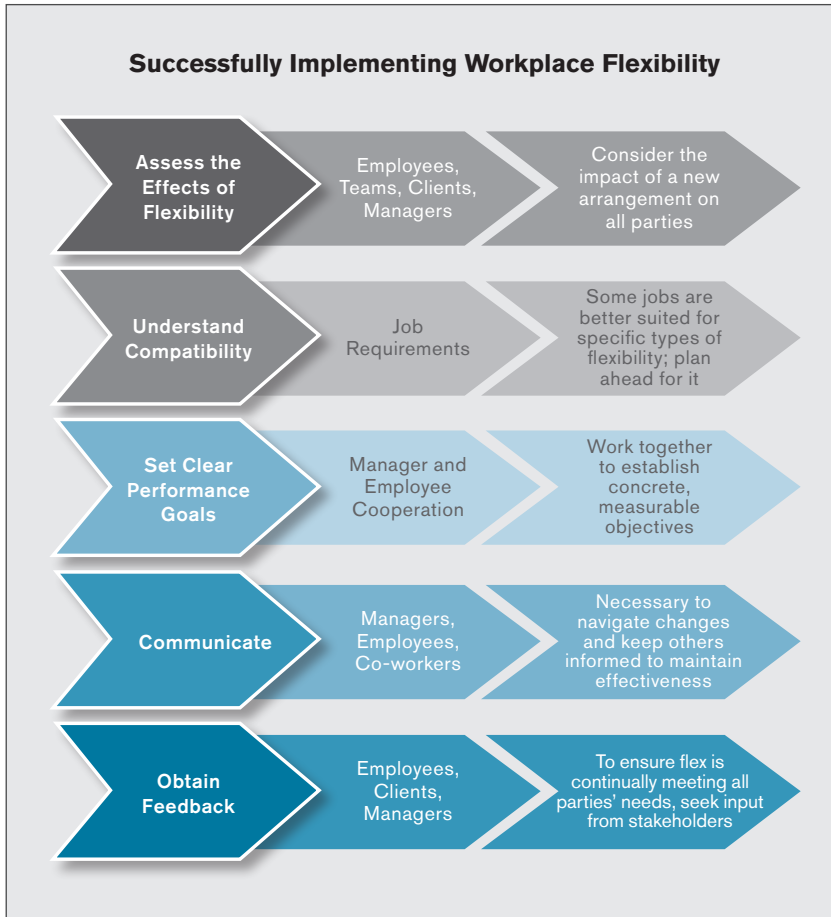 Successfully Implementing Workplace Flexibility
Assess the
Effects of
Flexibility
Employees,
Teams, Clients,
Managers
Consider the
impact of a new
arrangement on
all parties
Understand
Compatibility
Job
Requirements
Some jobs are
better suited for
specific types of
flexibility; plan
ahead for it
Set Clear
Performance
Goals
Manager and
Employee
Cooperation
Work together
to establish
concrete,
measurable
objectives
Communicate
Managers,
Employees,
Co-workers
Necessary to
navigate changes
and keep others
informed to maintain
effectiveness
Obtain
Feedback
Employees,
Clients,
Managers
To ensure flex is
continually meeting all
parties’ needs, seek input
from stakeholders